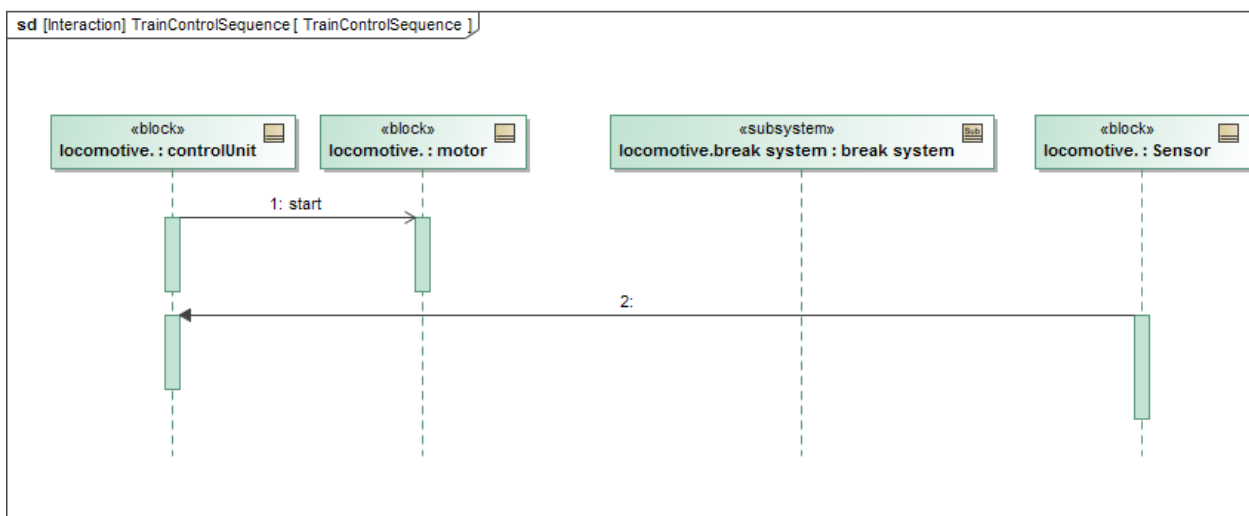 sd [Interaction] TrainControlSequence [ TrainControlSequence ]
«block»
locomotive. : controlUnit
«block»
locomotive. : motor
«subsystem»
Sub
locomotive.break system : break system
«block»
locomotive. : Sensor
1: start
2: